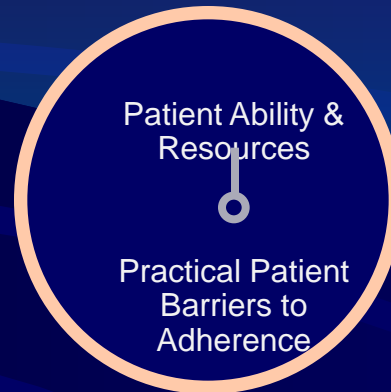 Patient Ability &
Resources
Practical Patient
Barriers to
Adherence